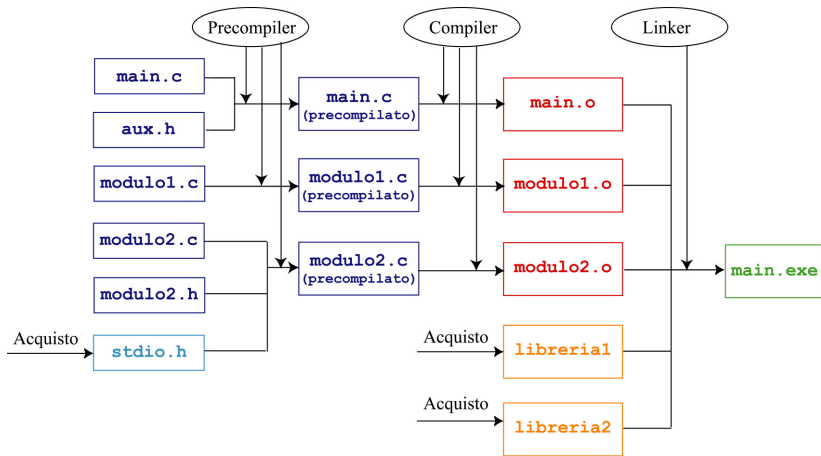 Precompiler
Compiler
Linker
main.c
aux.h
main.c
(precompilato)
main.o
modulo1.c
modulo1.c
(precompilato)
modulo1.o
modulo2.c
modulo2.h
modulo2.c
(precompilato)
modulo2.o
main.exe
Acquisto
stdio.h
Acquisto
libreria1
Acquisto
libreria2